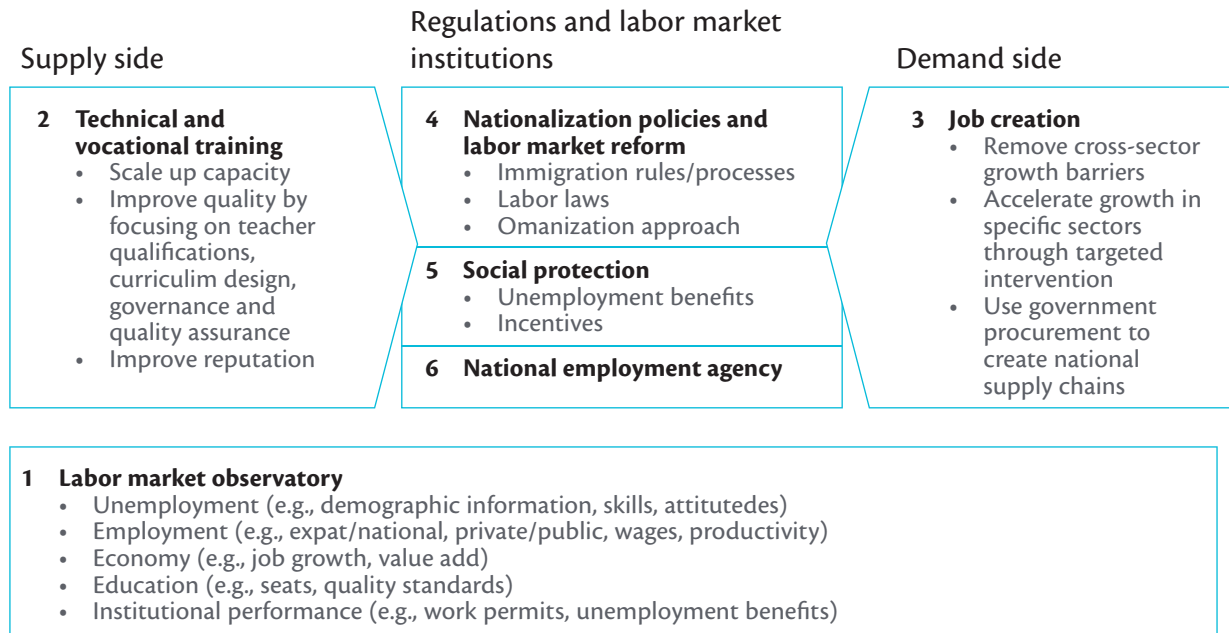 Supply side
Regulations and labor market
institutions
Demand side
2 Technical and
vocational training
• Scale up capacity
• Improve quality by
focusing on teacher
qualifications,
curriculim design,
governance and
quality assurance
• Improve reputation
4 Nationalization policies and
labor market reform
• Immigration rules/processes
• Labor laws
• Omanization approach
5 Social protection
• Unemployment benefits
• Incentives
6 National employment agency
3 Job creation
• Remove cross-sector
growth barriers
• Accelerate growth in
specific sectors
through targeted
intervention
• Use government
procurement to
create national
supply chains
1 Labor market observatory
• Unemployment (e.g., demographic information, skills, attitutedes)
• Employment (e.g., expat/national, private/public, wages, productivity)
• Economy (e.g., job growth, value add)
• Education (e.g., seats, quality standards)
• Institutional performance (e.g., work permits, unemployment benefits)